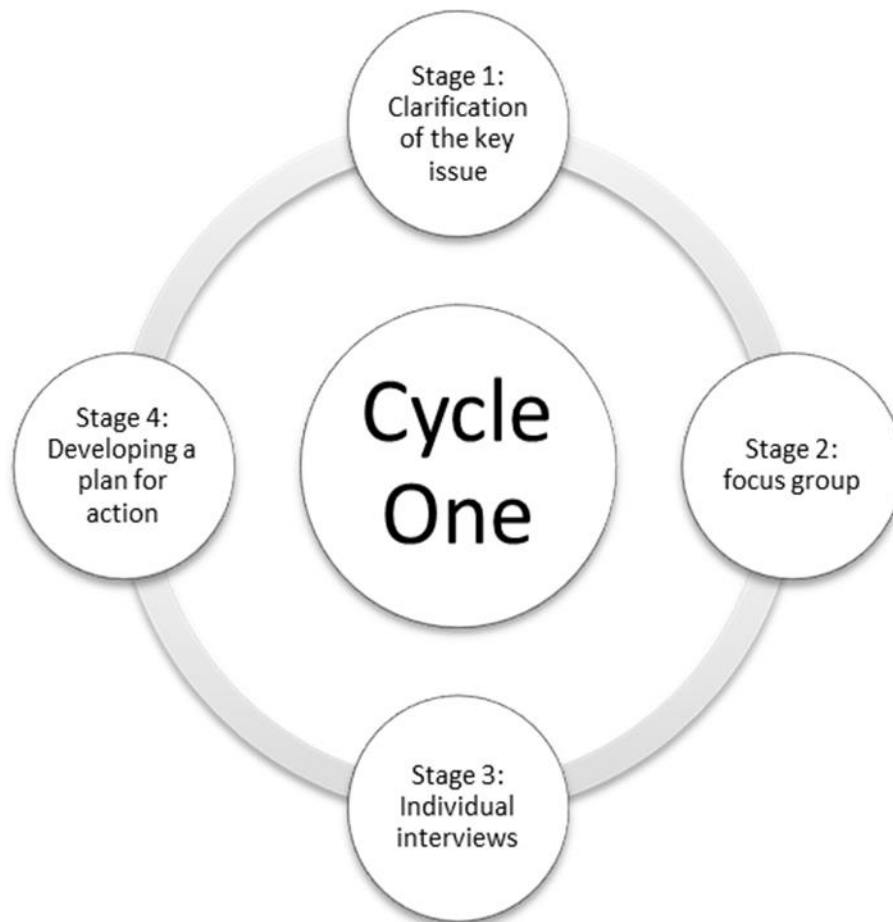 Stage 1:
Clarification
of the key
issue
Stage 4:
Developing a
plan for
action
Cycle
One
Stage 2:
focus group
Stage 3:
Individual
interviews